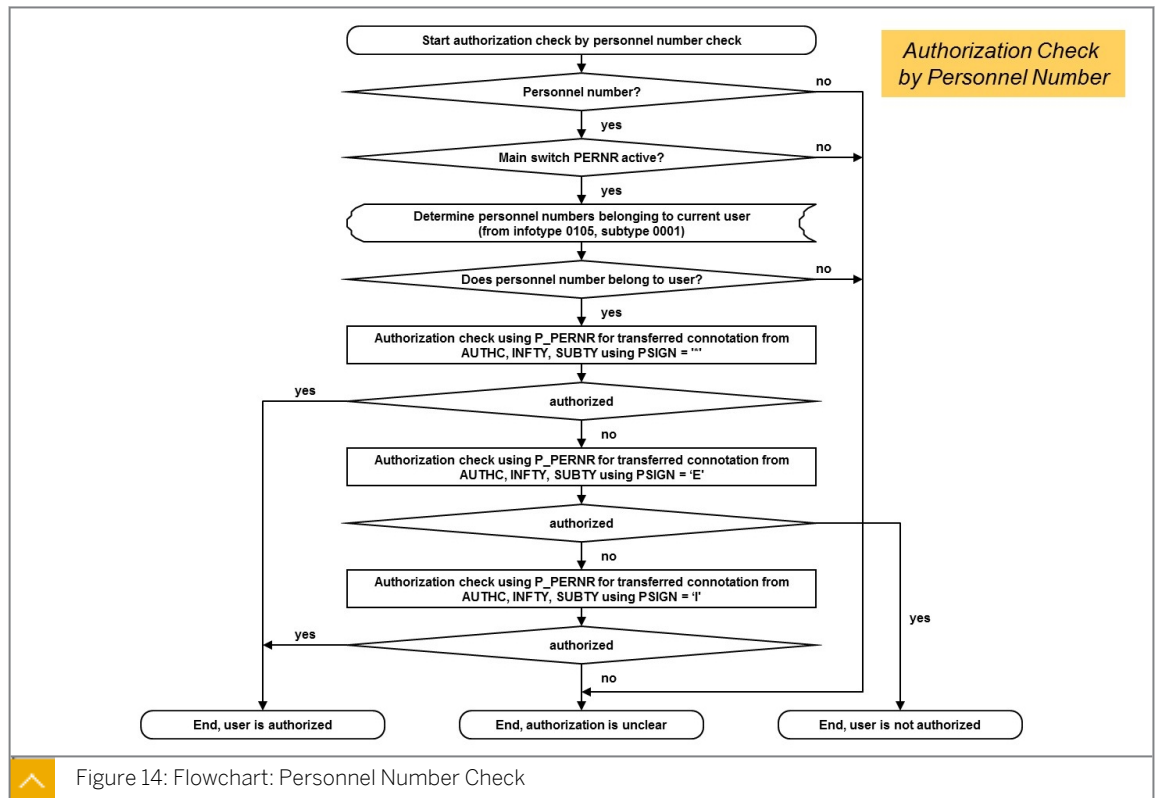 Start authorization check by personnel number check
Authorization Check
by Personnel Number
Personnel number?
no
yes
Main switch PERNR active?
no
yes
Determine personnel numbers belonging to current user
(from infotype 0105, subtype 0001)
Does personnel number belong to user?
no
yes
Authorization check using P_PERNR for transferred connotation from
AUTHC, INFTY, SUBTY using PSIGN = '*'
yes
authorized
no
Authorization check using P_PERNR for transferred connotation from
AUTHC, INFTY, SUBTY using PSIGN = ‘E'
authorized
no
Authorization check using P_PERNR for transferred connotation from
AUTHC, INFTY, SUBTY using PSIGN = ‘I'
yes
yes
authorized
no
End, user is authorized
End, authorization is unclear
End, user is not authorized
Figure 14: Flowchart: Personnel Number Check